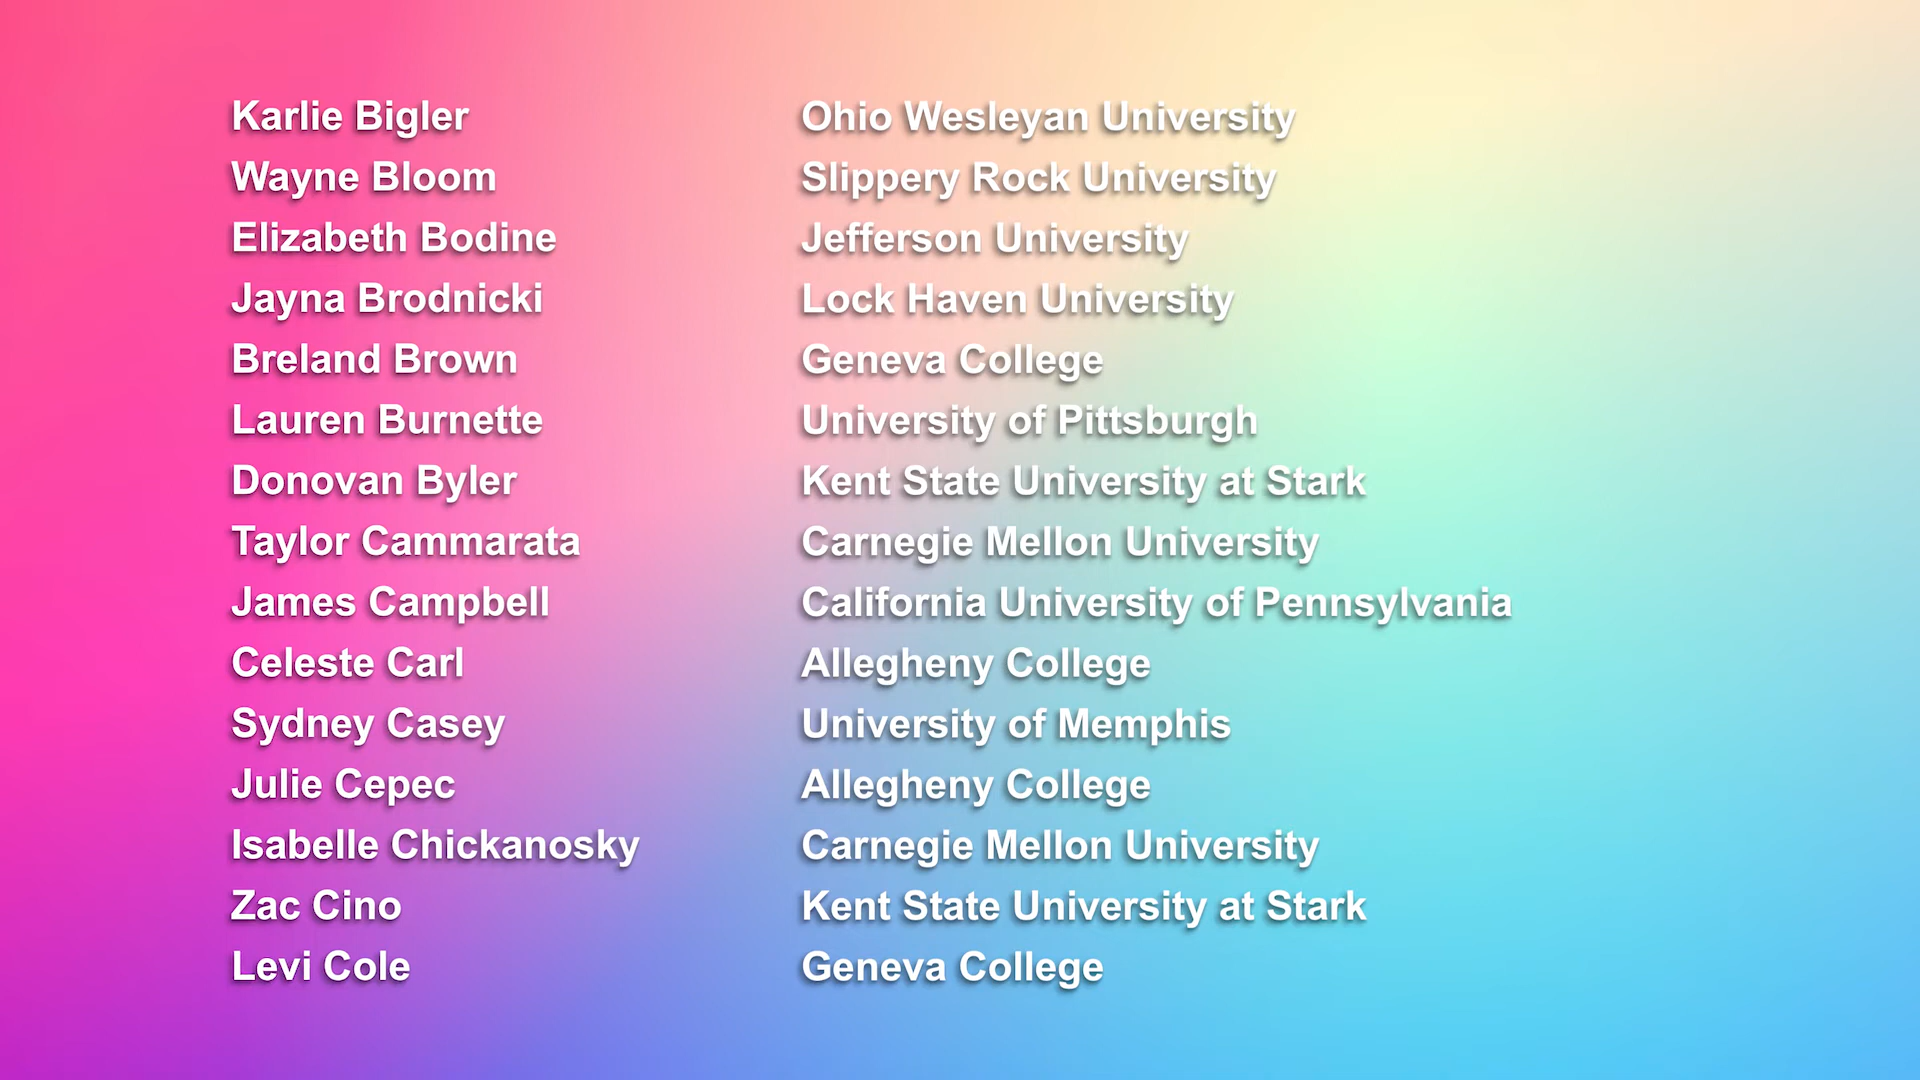 Karlie Bigler Ohio Wesleyan University
Wayne Bloom Slippery Rock University
Elizabeth Bodine Jefferson University
Jayna Brodnicki Lock Haven University
Breland Brown Geneva College
Lauren Burnette University of Pittsburgh
Donovan Byler Kent State University at Stark
Taylor Cammarata Carnegie Mellon University
James Campbell California University of Pennsylvania
Celeste Carl Allegheny College
Sydney Casey University of Memphis
Julie Cepec Allegheny College
Isabelle Chickanosky Carnegie Mellon University
Zac Cino Kent State University at Stark
Levi Cole Geneva College